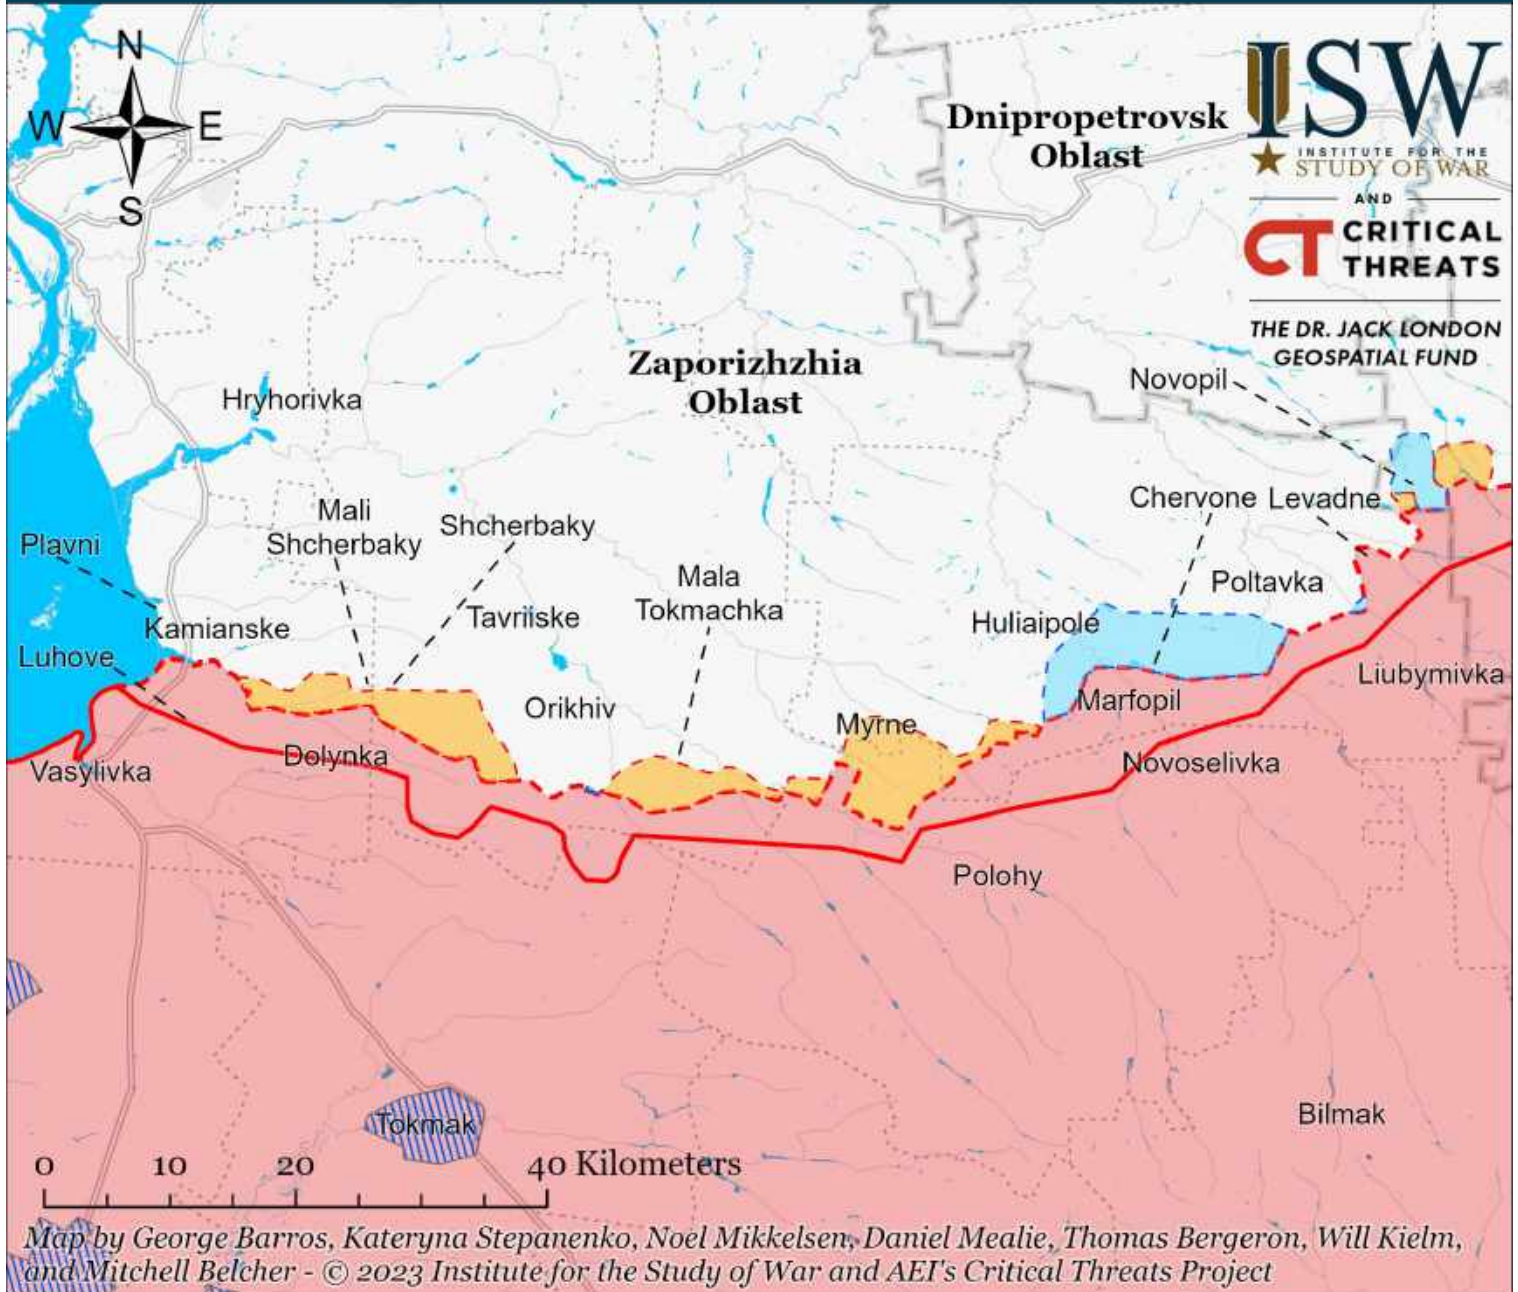 N
W E
S
Dnipropetrovsk
Oblast
ISW
INSTITUTE FOR THE
STUDY OF WAR
AND
CT CRITICAL
THREATS
THE DR. JACK LONDON
GEOSPATIAL FUND
Zaporizhzhia
Oblast
Novopil
Hryhorivka
Mali
Shcherbaky
Shcherbaky
Chervone
Levadne
Plavni
Mala
Tokmachka
Poltavka
Tavriiske
Huliaipole
Kamianske
Luhove
Liubymivka
Orikhiv
Marfopil
Myrne
Dolynka
Vasylivka
Novoselivka
Polohy
Tokmak
Bilmak
0 10 20 40 Kilometers
Map by George Barros, Kateryna Stepanenko, Noel Mikkelsen, Daniel Mealie, Thomas Bergeron, Will Kielm,
and Mitchell Belcher - © 2023 Institute for the Study of War and AEI's Critical Threats Project